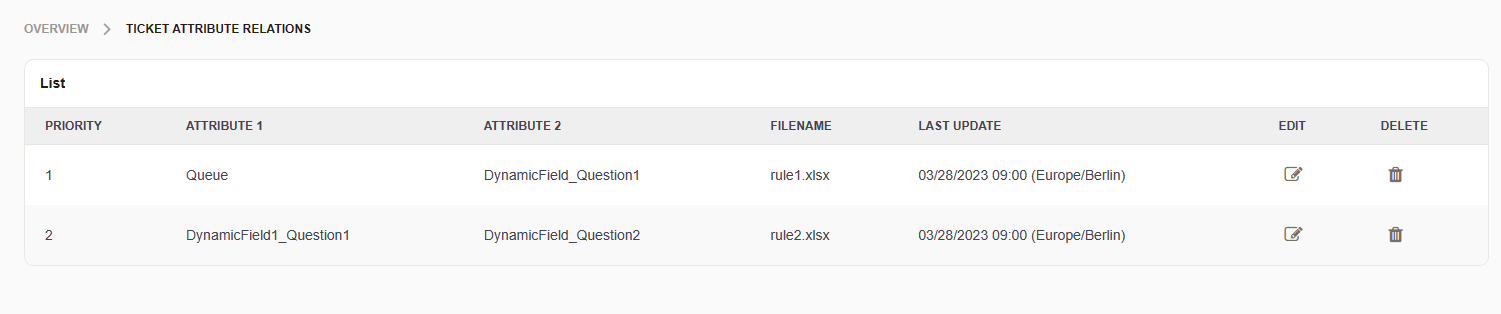 OVERVIEW > TICKET ATTRIBUTE RELATIONS
List
PRIORITY ATTRIBUTE 1 ATTRIBUTE 2 FILENAME LAST UPDATE EDIT DELETE
1 Queue DynamicField_Question1 rule1.xlsx 03/28/2023 09:00 (Europe/Berlin)
2 DynamicField1_Question1 DynamicField_Question2 rule2.xlsx 03/28/2023 09:00 (Europe/Berlin)